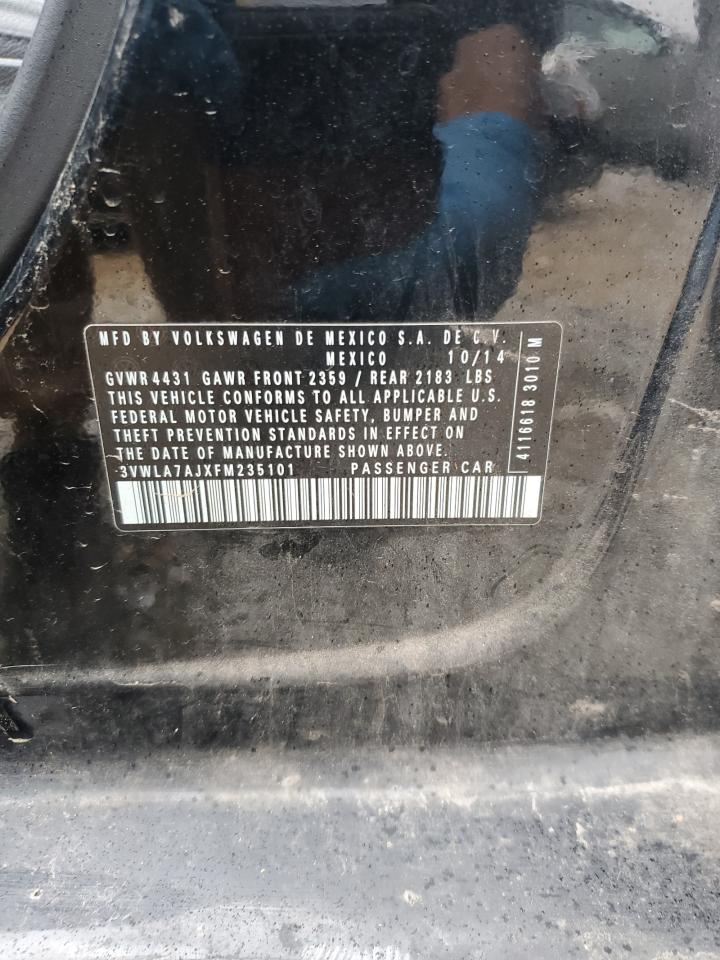 MFD BY VOLKSWAGEN DE MEXICO S.A. DE C.V.
MEXICO 10/14
GVWR 4431 GAWR FRONT 2359 / REAR 2183 LBS
THIS VEHICLE CONFORMS TO ALL APPLICABLE U.S.
FEDERAL MOTOR VEHICLE SAFETY, BUMPER AND
THEFT PREVENTION STANDARDS IN EFFECT ON
THE DATE OF MANUFACTURE SHOWN ABOVE.
3VWLA7AJXFM235101 PASSENGER CAR
4116618 3010 M